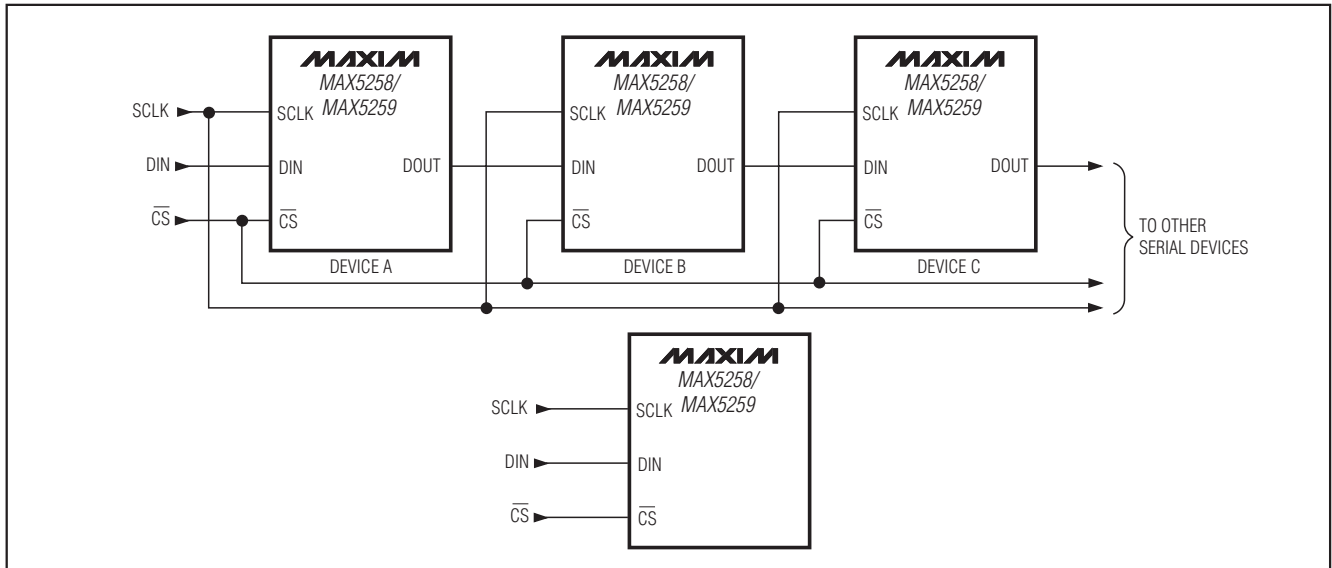 MAXIM
MAX5258/
MAX5259
SCLK
SCLK
DIN
DIN
DOUT
CS
CS
DEVICE A
MAXIM
MAX5258/
MAX5259
SCLK
DIN
DOUT
CS
DEVICE B
MAXIM
MAX5258/
MAX5259
SCLK
DIN
DOUT
CS
DEVICE C
TO OTHER
SERIAL DEVICES
MAXIM
MAX5258/
MAX5259
SCLK
SCLK
DIN
DIN
CS
CS